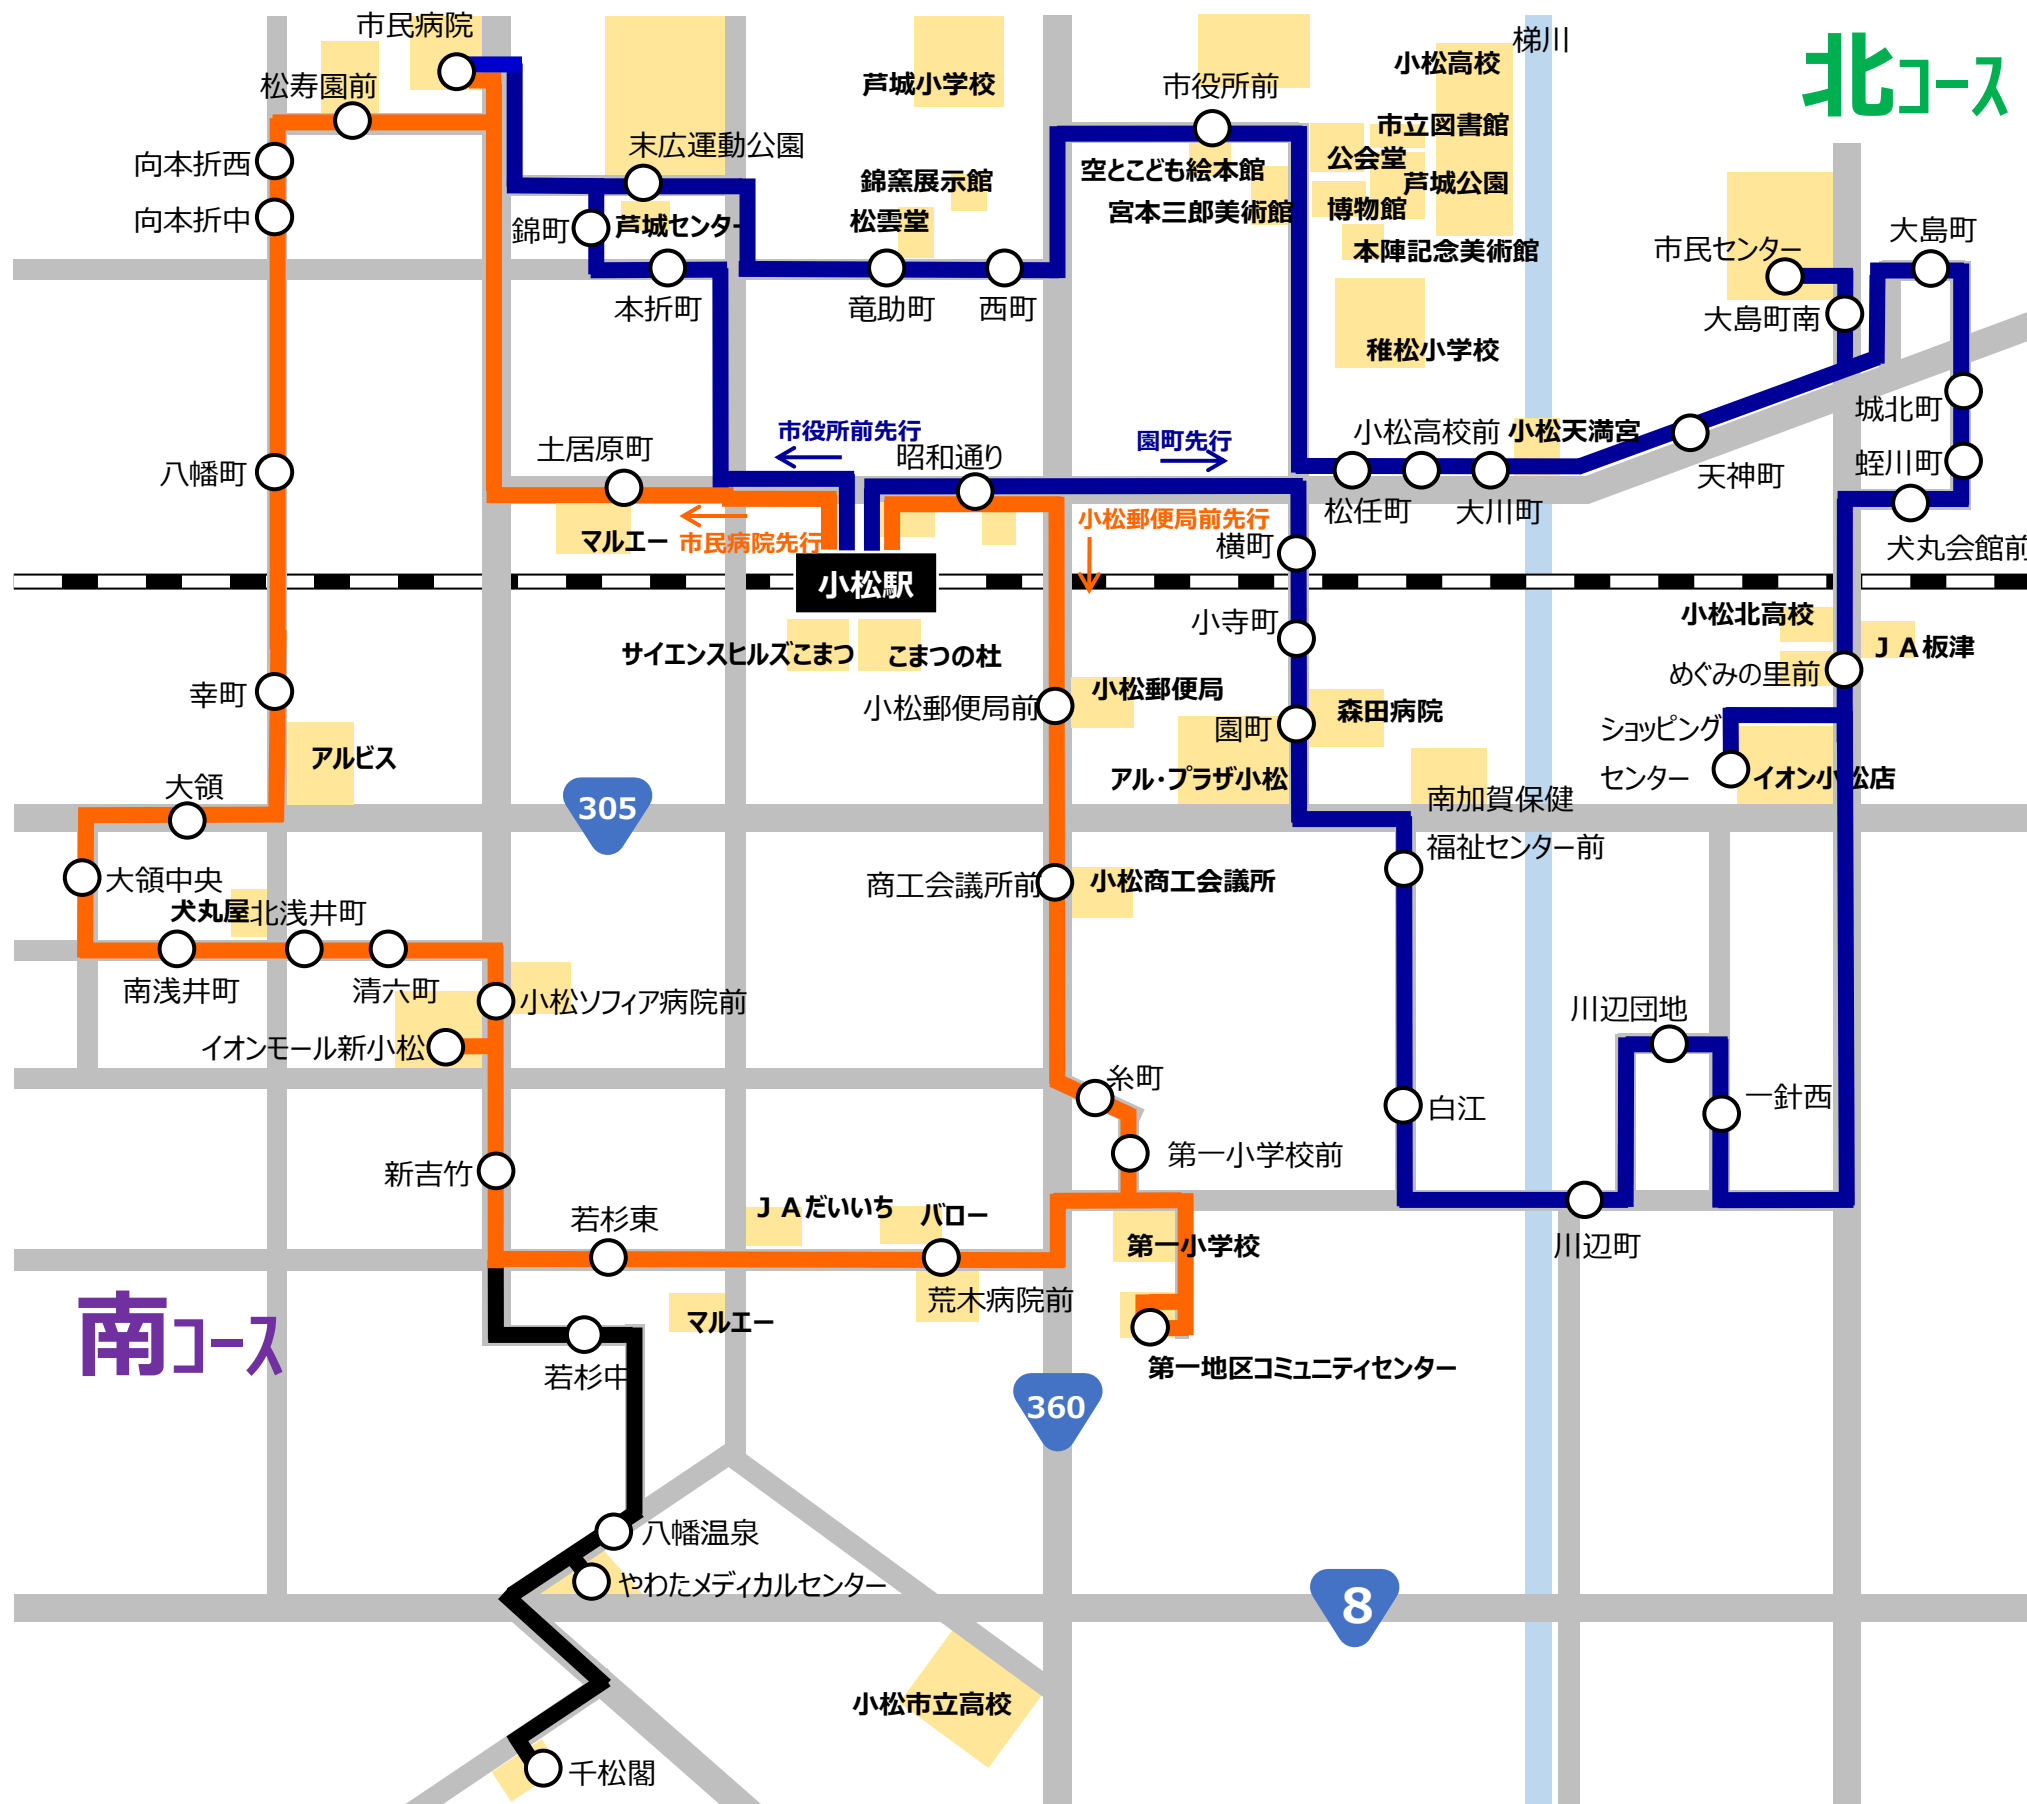 市民病院
梯川
北コース
小松高校
松寿園前
芦城小学校
市役所前
市立図書館
末広運動公園
公会堂
向本折西
空とこども絵本館
錦窯展示館
芦城公園
宮本三郎美術館
博物館
向本折中
錦町
芦城センター
松雲堂
大島町
本陣記念美術館
市民センター
本折町
竜助町
西町
大島町南
稚松小学校
城北町
市役所前先行
園町先行
小松高校前
小松天満宮
土居原町
昭和通り
蛭川町
八幡町
天神町
松任町
大川町
小松郵便局前先行
マルエー
市民病院先行
横町
犬丸会館前
小松駅
小松北高校
小寺町
ＪＡ板津
サイエンスヒルズこまつ
こまつの杜
めぐみの里前
幸町
小松郵便局前
小松郵便局
園町
森田病院
ショッピング
センター
アルビス
アル・プラザ小松
イオン小松店
大領
305
南加賀保健
福祉センター前
大領中央
商工会議所前
小松商工会議所
犬丸屋
北浅井町
南浅井町
清六町
小松ソフィア病院前
川辺団地
イオンモール新小松
糸町
一針西
白江
新吉竹
第一小学校前
若杉東
ＪＡだいいち
バロー
第一小学校
川辺町
荒木病院前
南コース
マルエー
若杉中
第一地区コミュニティセンター
360
八幡温泉
やわたメディカルセンター
8
小松市立高校
千松閣